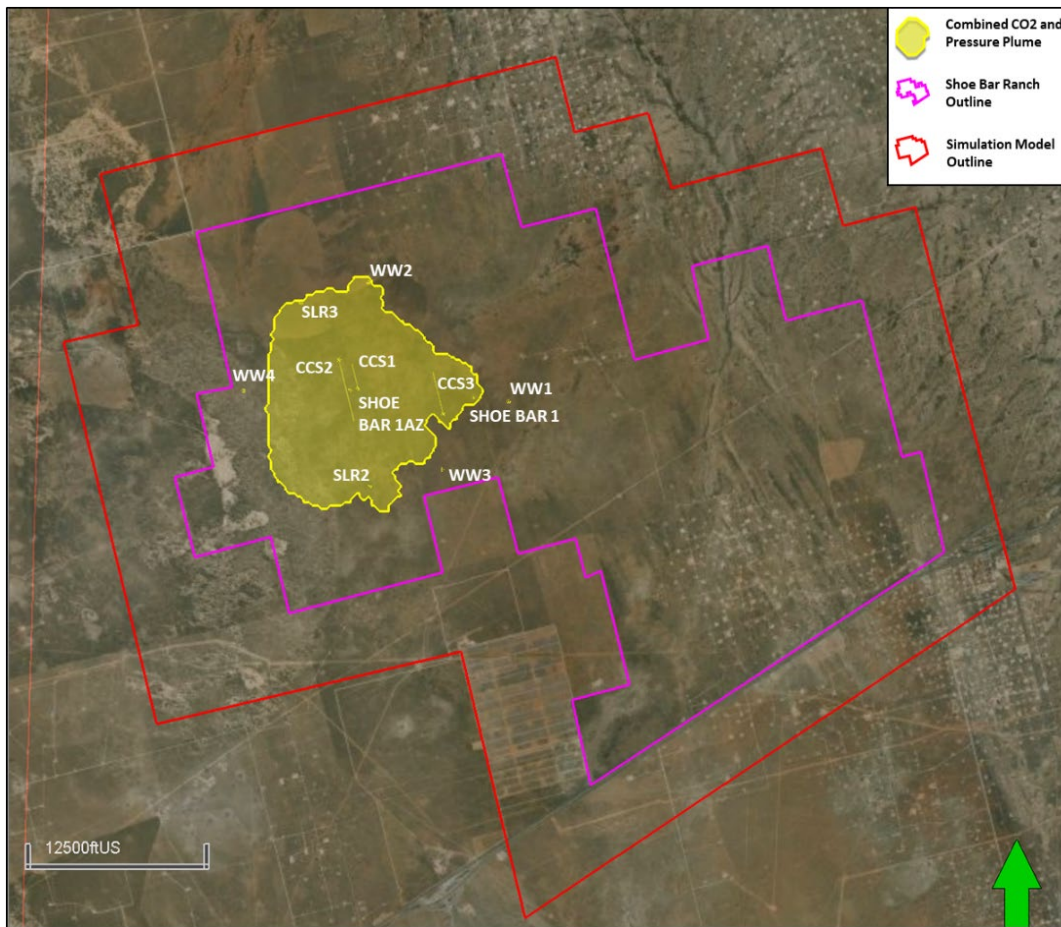 Combined CO2 and
Pressure Plume
Shoe Bar Ranch
Outline
Simulation Model
Outline
WW2
SLR3
CCS2
CCS1
WW4
CCS3
WW1
SHOE
BAR 1AZ
SHOE BAR 1
SLR2
WW3
12500ftUS